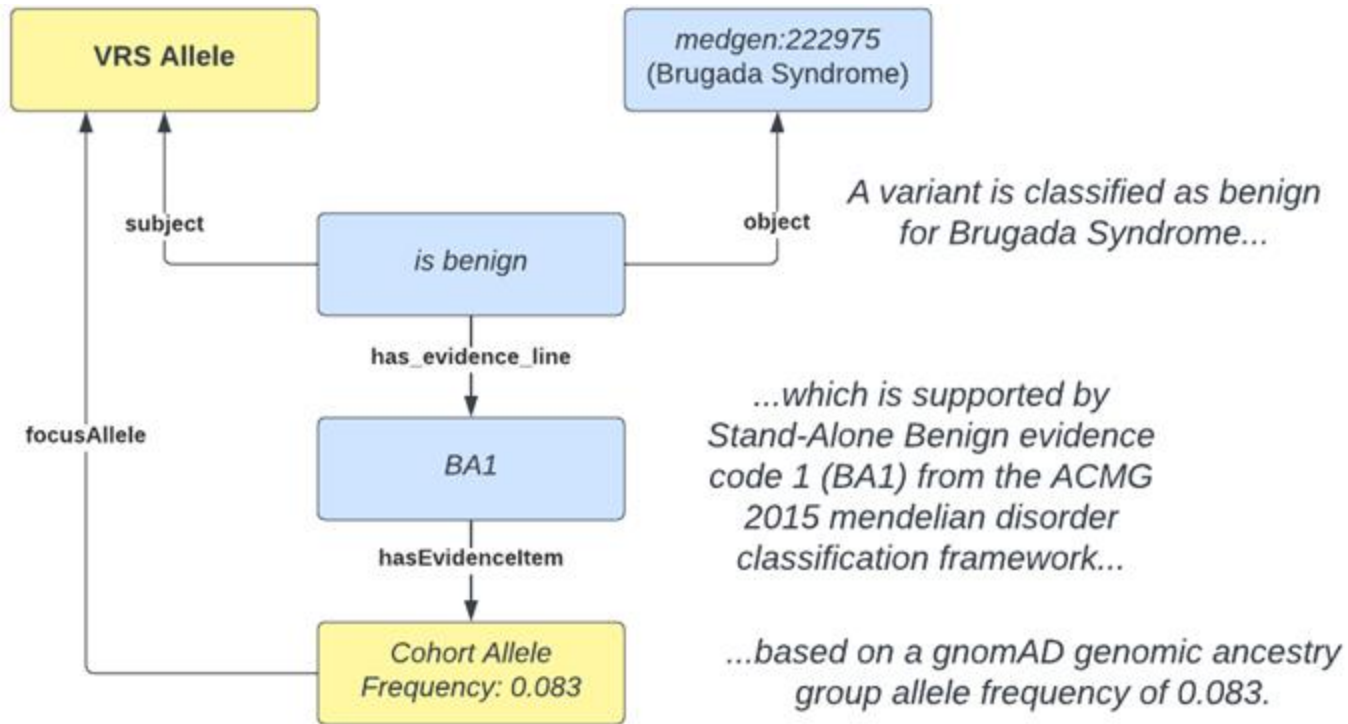 VRS Allele
medgen:222975
(Brugada Syndrome)
subject
object
A variant is classified as benign
for Brugada Syndrome...
is benign
has_evidence_line
focusAllele
BA1
...which is supported by
Stand-Alone Benign evidence
code 1 (BA1) from the ACMG
2015 mendelian disorder
classification framework...
hasEvidenceItem
Cohort Allele
Frequency: 0.083
...based on a gnomAD genomic ancestry
group allele frequency of 0.083.